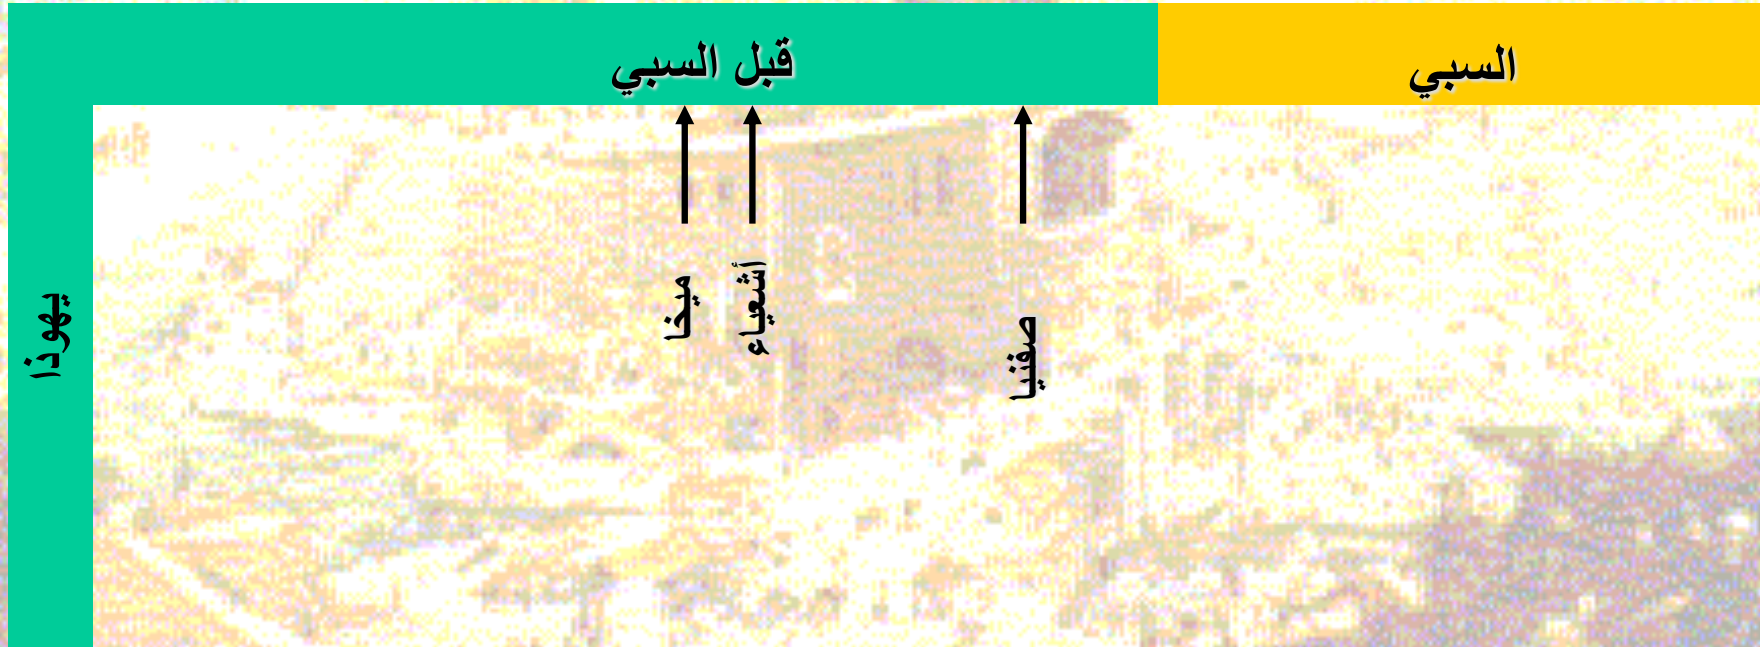 قبل السبي
السبي
يهوذا
ميخا
أشعياء
صفنيا